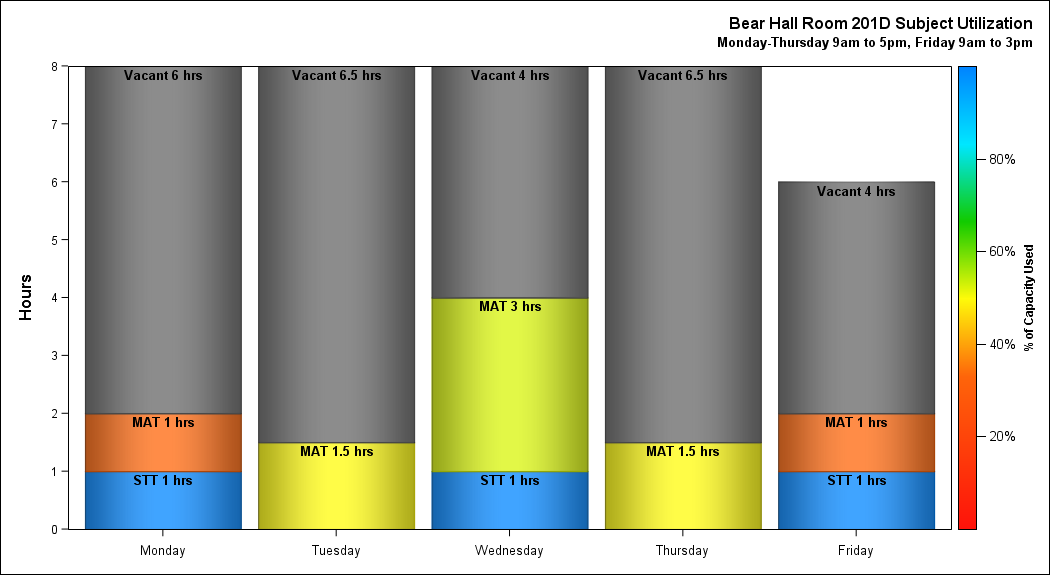 Bear Hall Room 201D Subject Utilization
Monday-Thursday 9am to 5pm, Friday 9am to 3pm
8
7
6
5
4
3
2
1
0
Hours
Vacant 6 hrs
MAT 1 hrs
STT 1 hrs
Vacant 6.5 hrs
MAT 1.5 hrs
Vacant 4 hrs
MAT 3 hrs
STT 1 hrs
Vacant 6.5 hrs
MAT 1.5 hrs
Vacant 4 hrs
MAT 1 hrs
STT 1 hrs
Monday
Tuesday
Wednesday
Thursday
Friday
80%
60%
40%
20%
% of Capacity Used